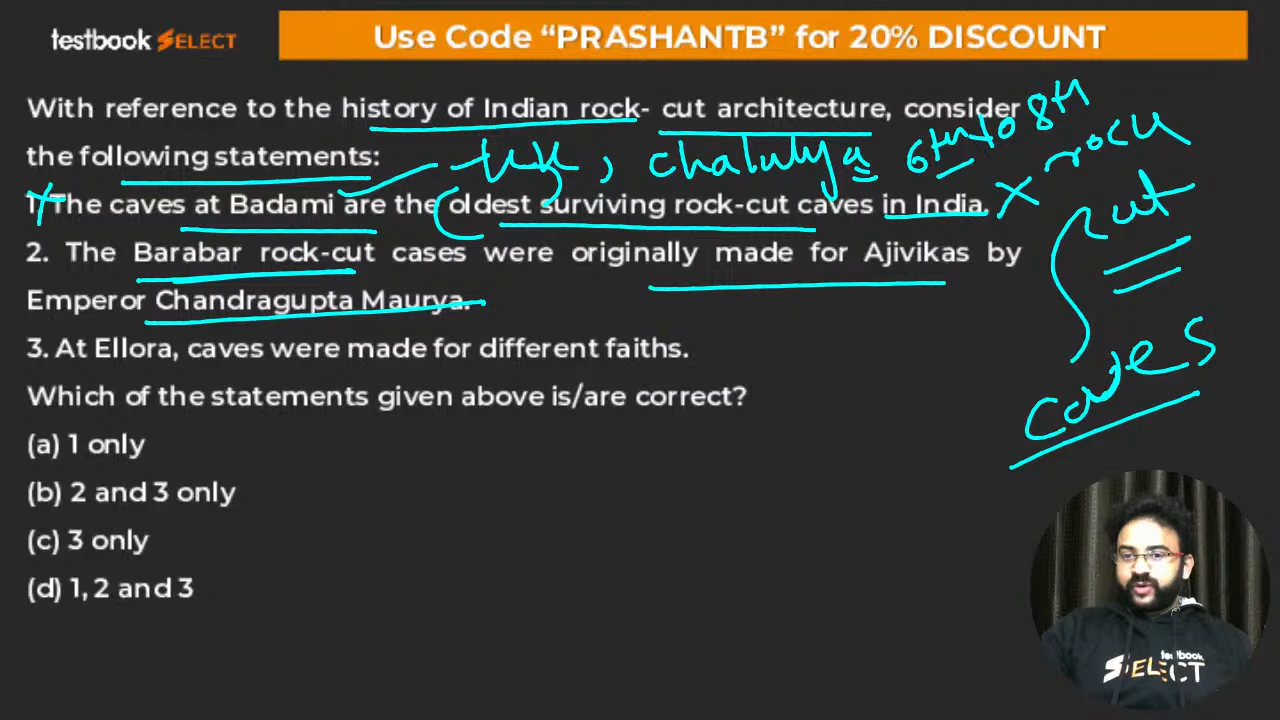 testbook SELECT
Use Code “PRASHANTB” for 20% DISCOUNT
With reference to the history of Indian rock- cut architecture, consider
the following statements:
chalukya 6th to 8th
rock
cut
1. The caves at Badami are the oldest surviving rock-cut caves in India.
2. The Barabar rock-cut cases were originally made for Ajivikas by
Emperor Chandragupta Maurya.
3. At Ellora, caves were made for different faiths.
caves
Which of the statements given above is/are correct?
(a) 1 only
(b) 2 and 3 only
(c) 3 only
(d) 1, 2 and 3
testbook
SELECT